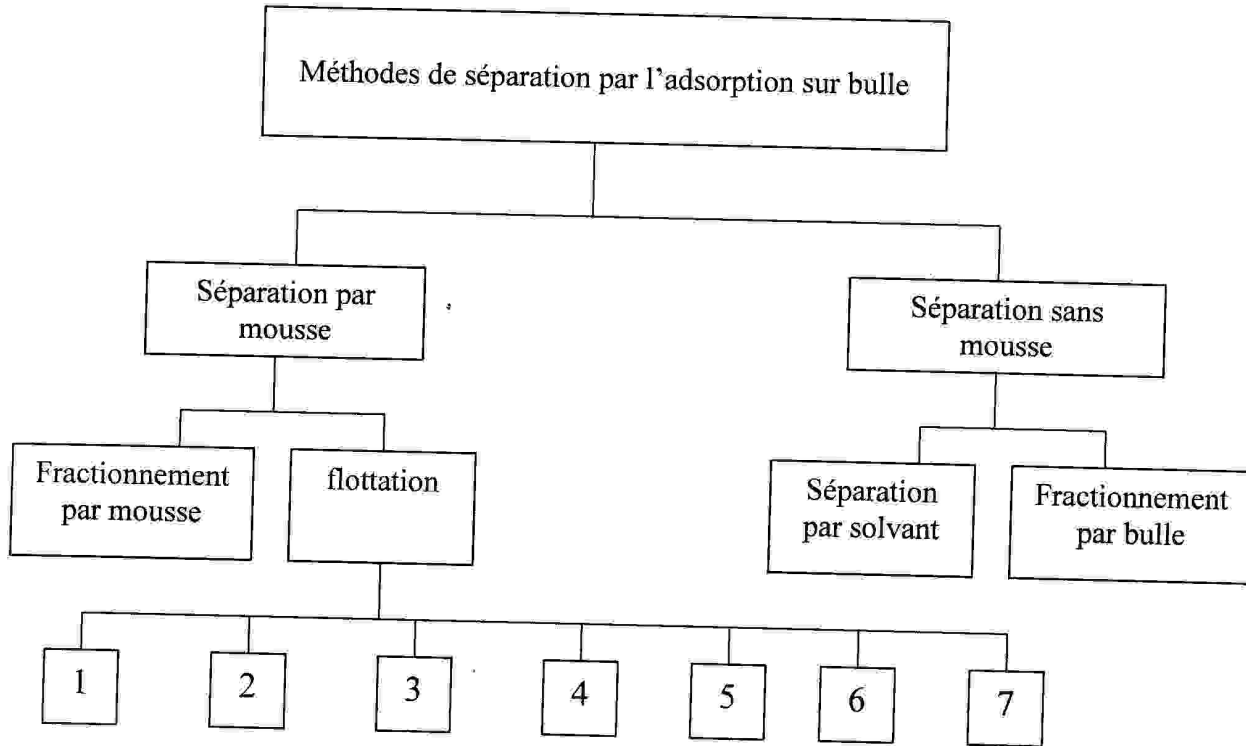 Méthodes de séparation par l'adsorption sur bulle
Séparation par
mousse
Séparation sans
mousse
Fractionnement
par mousse
flottation
Séparation
par solvant
Fractionnement
par bulle
1
2
3
4
5
6
7